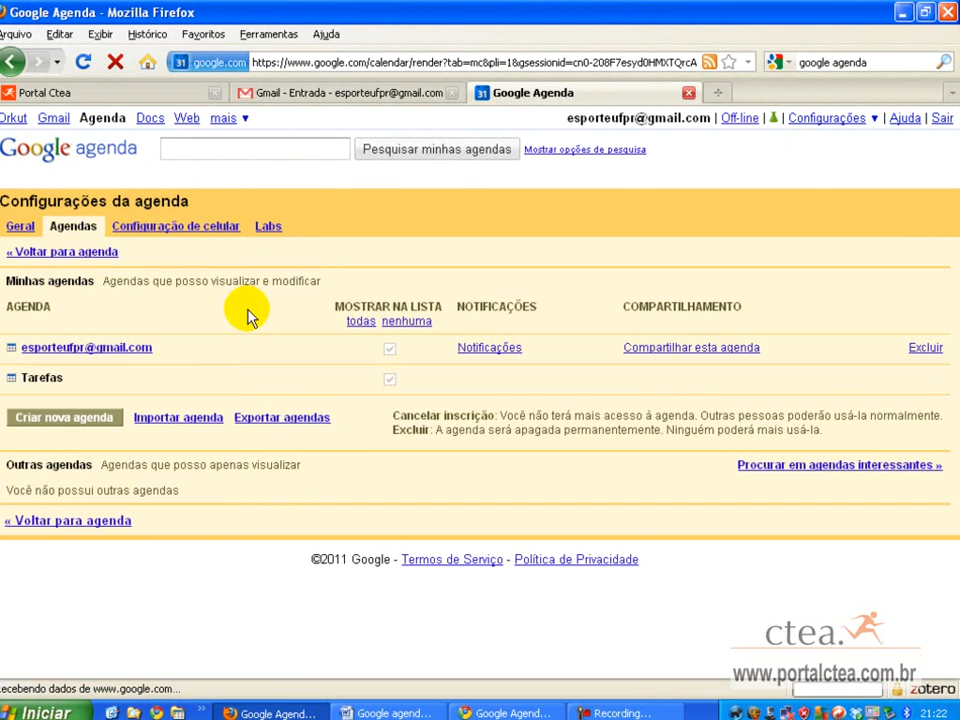 Google Agenda - Mozilla Firefox
Arquivo Editar Exibir Histórico Favoritos Ferramentas Ajuda
31 google.com https://www.google.com/calendar/render?tab=mc&pli=1&gsessionid=cn0-208F7esyd0HMXTQrcA google agenda
Portal Ctea Gmail - Entrada - esporteufpr@gmail.com 31 Google Agenda
Orkut Gmail Agenda Docs Web mais ▼ esporteufpr@gmail.com | Off-line | Configurações ▼ | Ajuda | Sair
Google agenda Pesquisar minhas agendas Mostrar opções de pesquisa
Configurações da agenda
Geral Agendas Configuração de celular Labs
« Voltar para agenda
Minhas agendas Agendas que posso visualizar e modificar
AGENDA MOSTRAR NA LISTA NOTIFICAÇÕES COMPARTILHAMENTO
todas nenhuma
esporteufpr@gmail.com Notificações Compartilhar esta agenda Excluir
Tarefas
Criar nova agenda Importar agenda Exportar agendas Cancelar inscrição: Você não terá mais acesso à agenda. Outras pessoas poderão usá-la normalmente.
Excluir: A agenda será apagada permanentemente. Ninguém poderá mais usá-la.
Outras agendas Agendas que posso apenas visualizar Procurar em agendas interessantes »
Você não possui outras agendas
« Voltar para agenda
©2011 Google - Termos de Serviço - Política de Privacidade
ctea.
www.portalctea.com.br
ecebendo dados de www.google.com... zotero
Iniciar » Google Agend... Google agend... Google Agend... Recording... 21:22